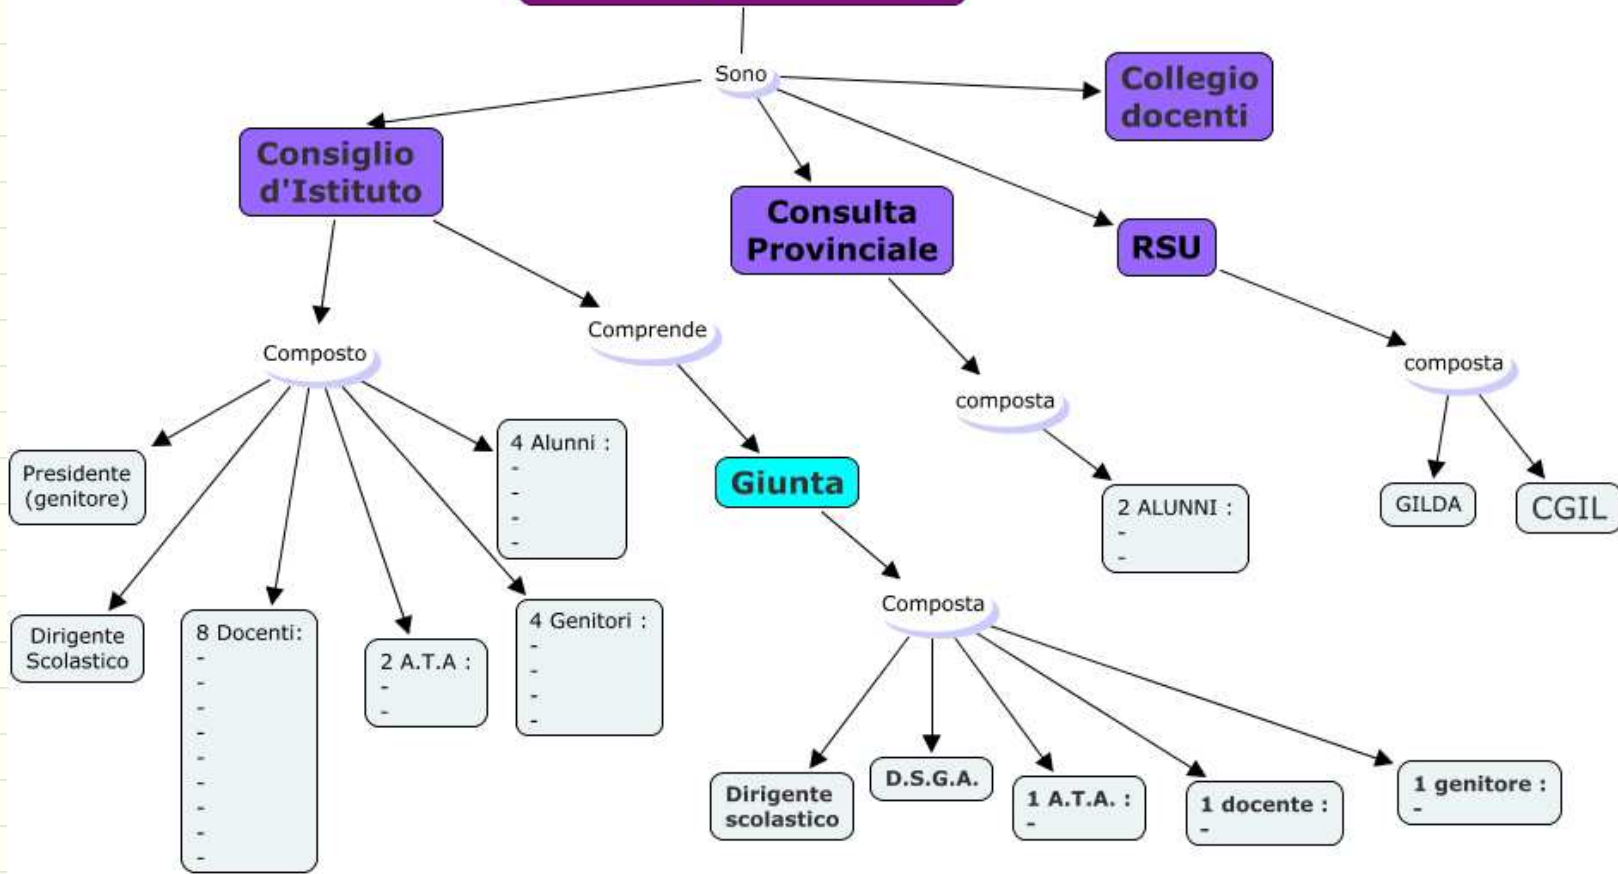 Sono
Collegio
docenti
Consiglio
d'Istituto
Consulta
Provinciale
RSU
Comprende
Composto
composta
composta
4 Alunni :
-
-
-
-
Presidente
(genitore)
Giunta
2 ALUNNI :
-
-
GILDA
CGIL
Dirigente
Scolastico
8 Docenti:
-
-
-
-
-
-
-
-
-
2 A.T.A :
-
-
4 Genitori :
-
-
-
-
Composta
Dirigente
scolastico
D.S.G.A.
1 A.T.A. :
-
1 docente :
-
1 genitore :
-